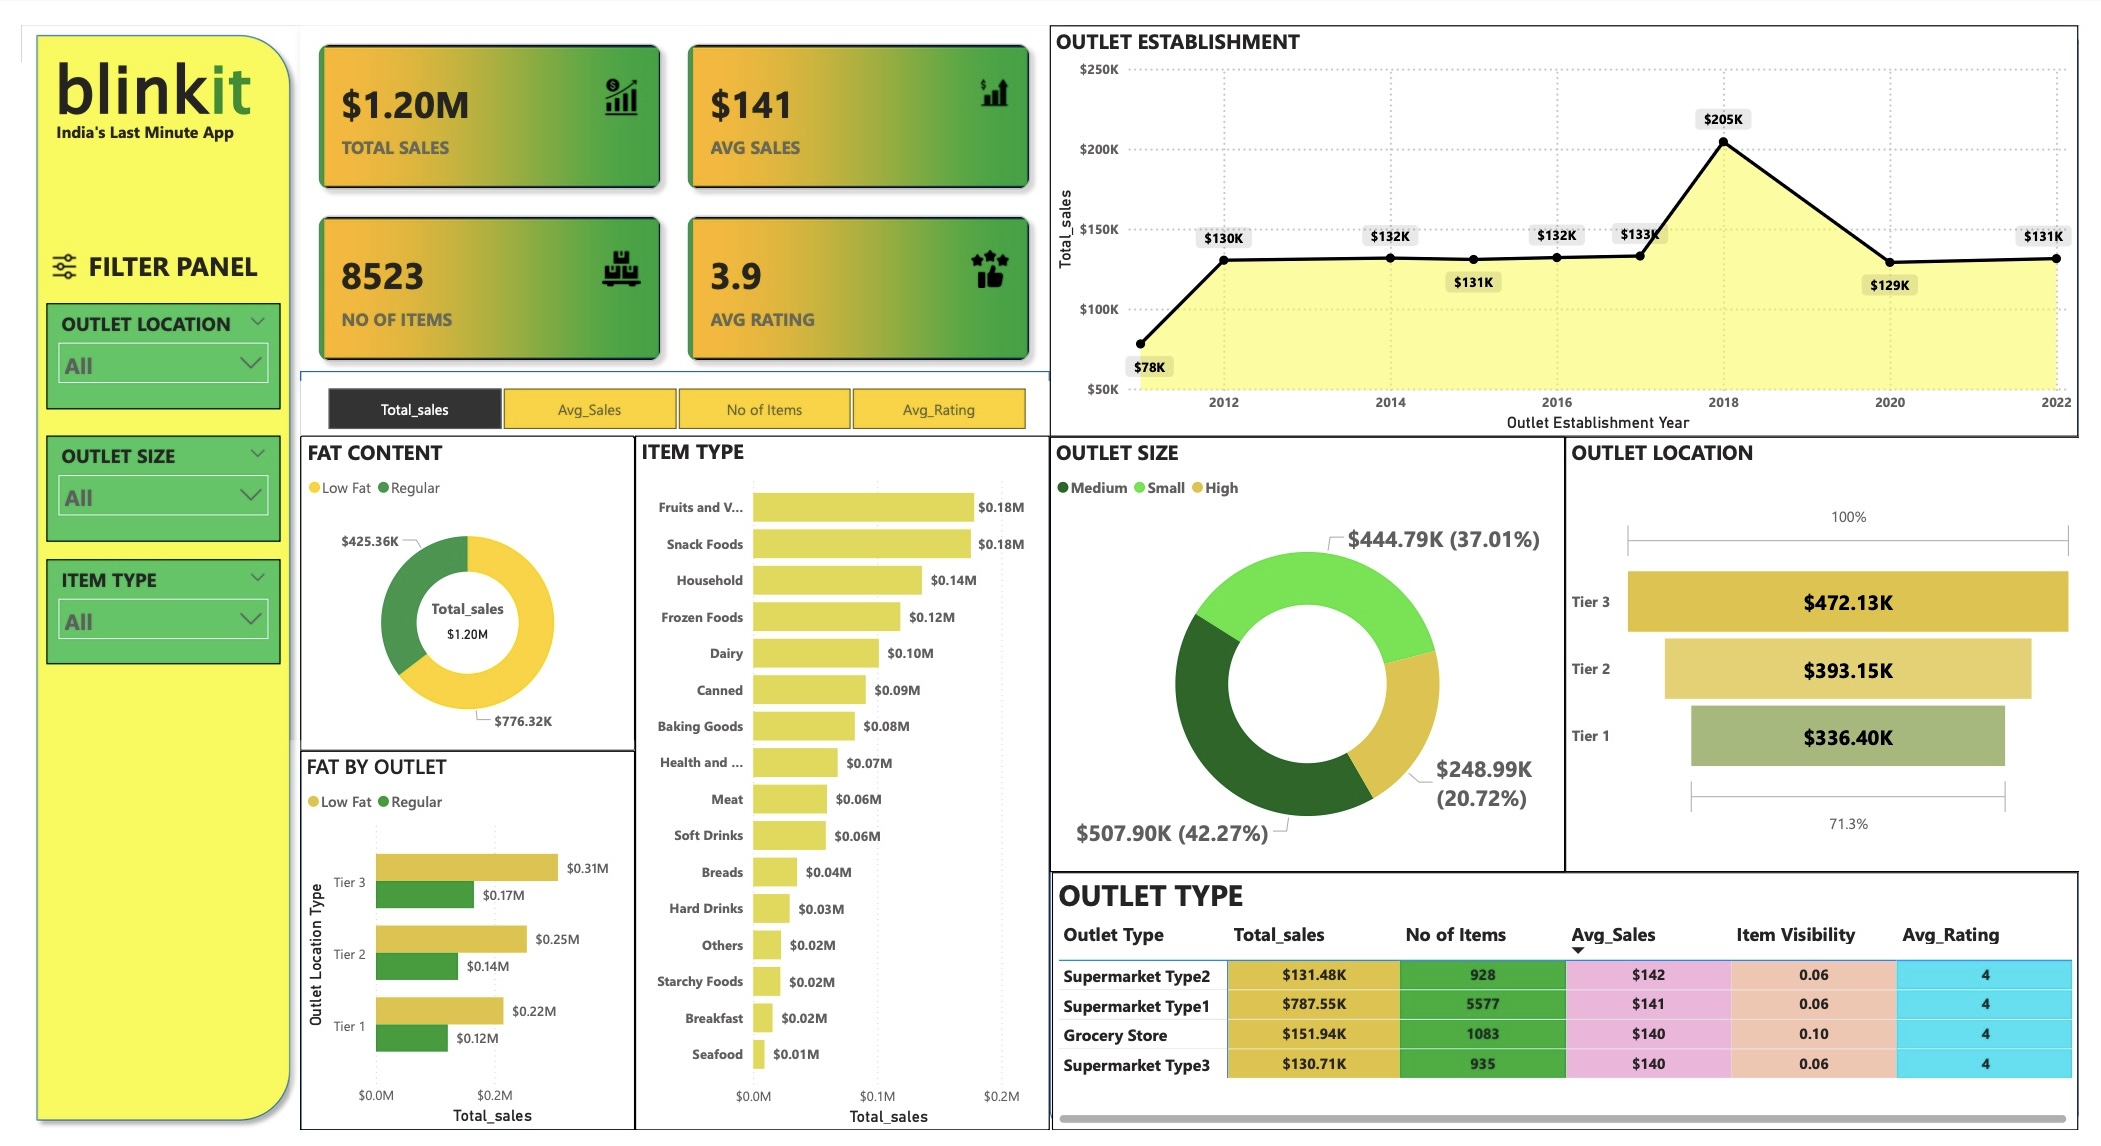 blinkit
India's Last Minute App
FILTER PANEL
OUTLET LOCATION
All
OUTLET SIZE
All
ITEM TYPE
All
$1.20M
TOTAL SALES
$141
AVG SALES
8523
NO OF ITEMS
3.9
AVG RATING
Total_sales
Avg_Sales
No of Items
Avg_Rating
OUTLET ESTABLISHMENT
$250K
$200K
$150K
$100K
$50K
Total_sales
$78K
$130K
$132K
$131K
$132K
$133K
$205K
$129K
$131K
2012
2014
2016
2018
2020
2022
Outlet Establishment Year
FAT CONTENT
Low Fat
Regular
$425.36K
Total_sales
$1.20M
$776.32K
FAT BY OUTLET
Low Fat
Regular
Outlet Location Type
Tier 3
$0.31M
$0.17M
Tier 2
$0.25M
$0.14M
Tier 1
$0.22M
$0.12M
$0.0M
$0.2M
Total_sales
ITEM TYPE
Fruits and V... $0.18M
Snack Foods $0.18M
Household $0.14M
Frozen Foods $0.12M
Dairy $0.10M
Canned $0.09M
Baking Goods $0.08M
Health and ... $0.07M
Meat $0.06M
Soft Drinks $0.06M
Breads $0.04M
Hard Drinks $0.03M
Others $0.02M
Starchy Foods $0.02M
Breakfast $0.02M
Seafood $0.01M
$0.0M
$0.1M
$0.2M
Total_sales
OUTLET SIZE
Medium
Small
High
$444.79K (37.01%)
$248.99K
(20.72%)
$507.90K (42.27%)
OUTLET LOCATION
100%
Tier 3 $472.13K
Tier 2 $393.15K
Tier 1 $336.40K
71.3%
OUTLET TYPE
Outlet Type Total_sales No of Items Avg_Sales Item Visibility Avg_Rating
Supermarket Type2 $131.48K 928 $142 0.06 4
Supermarket Type1 $787.55K 5577 $141 0.06 4
Grocery Store $151.94K 1083 $140 0.10 4
Supermarket Type3 $130.71K 935 $140 0.06 4